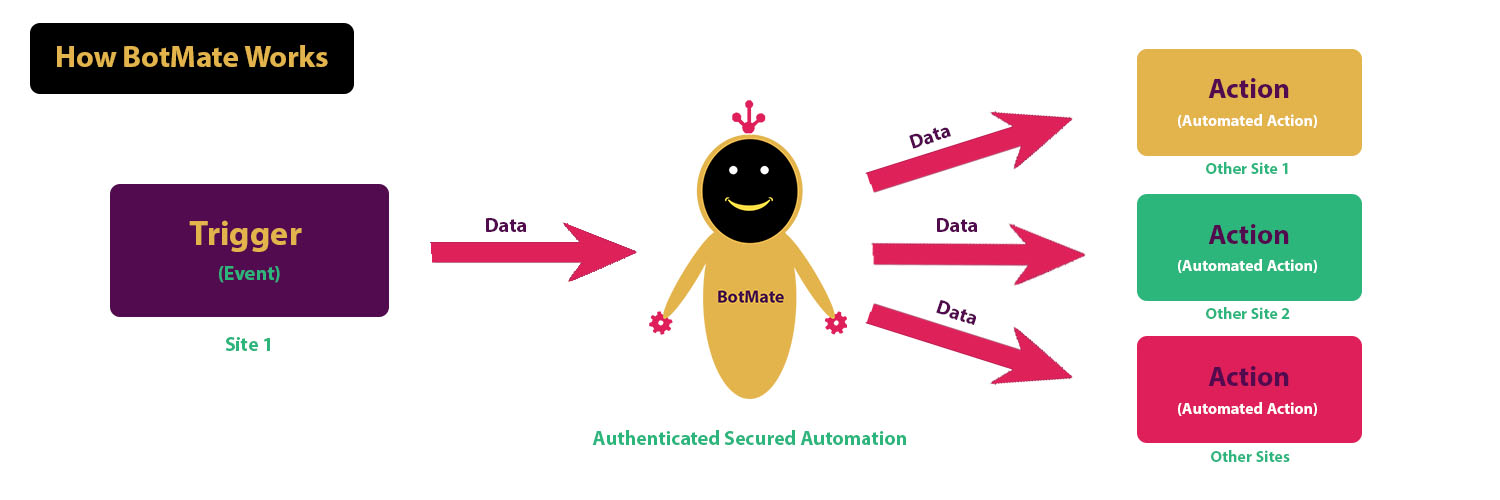 How BotMate Works
Trigger
(Event)
Site 1
Data
BotMate
Authenticated Secured Automation
Data
Data
Data
Action
(Automated Action)
Other Site 1
Action
(Automated Action)
Other Site 2
Action
(Automated Action)
Other Sites